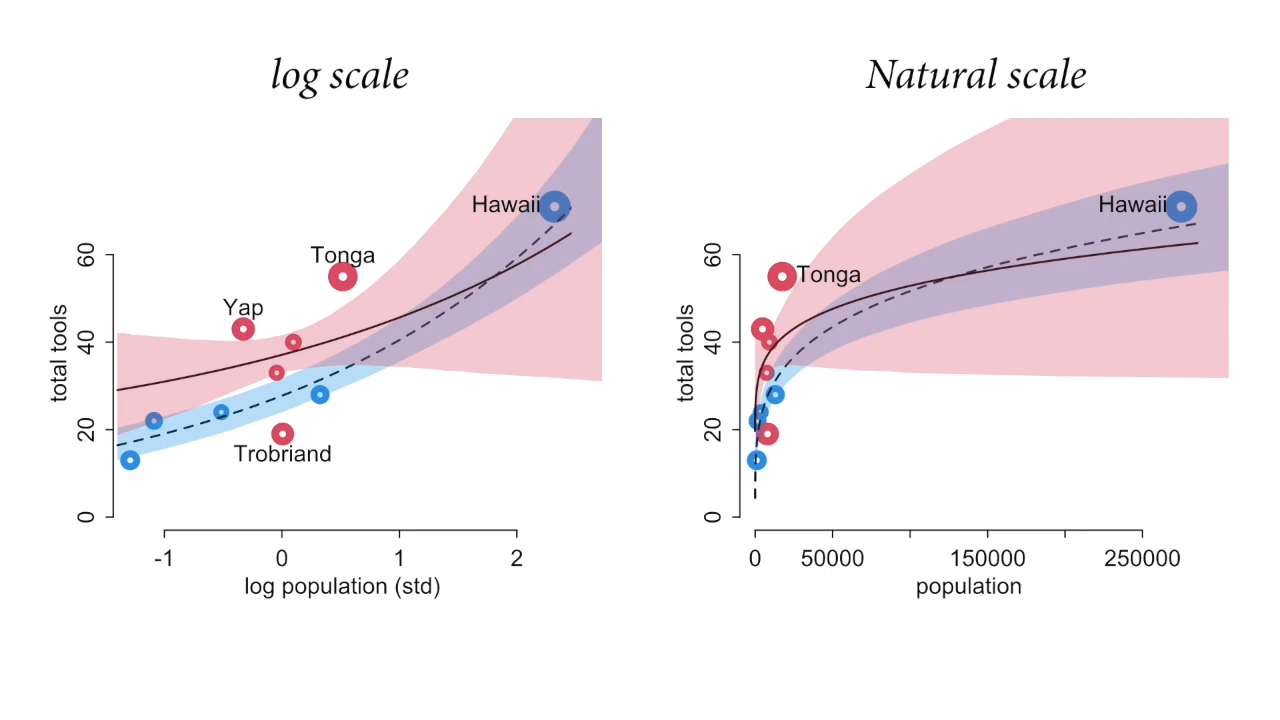 log scale
Hawaii
Tonga
Yap
Trobriand
60
40
20
0
total tools
-1 0 1 2
log population (std)
Natural scale
Hawaii
Tonga
60
40
20
0
total tools
0 50000 150000 250000
population